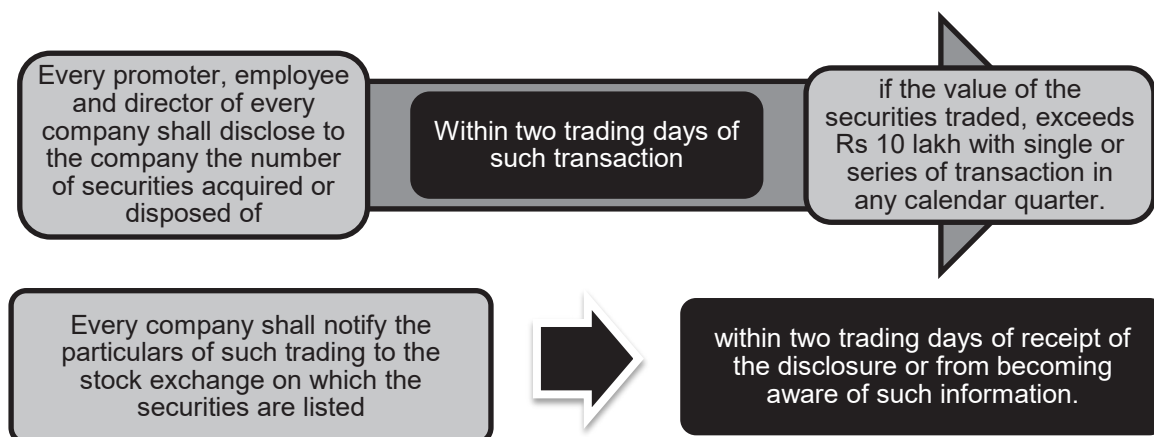 Every promoter, employee
and director of every
company shall disclose to
the company the number
of securities acquired or
disposed of
Within two trading days of
such transaction
if the value of the
securities traded, exceeds
Rs 10 lakh with single or
series of transaction in
any calendar quarter.
Every company shall notify the
particulars of such trading to the
stock exchange on which the
securities are listed
within two trading days of receipt of
the disclosure or from becoming
aware of such information.